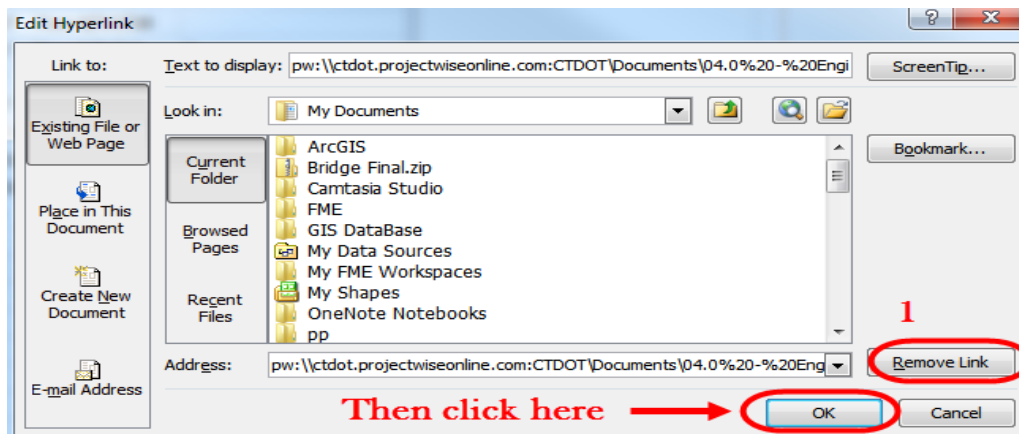 Edit Hyperlink
Link to:
Text to display: pw:\\ctdot.projectwiseonline.com:CTDOT\Documents\04.0%20-%20Engi
ScreenTip...
Existing File or
Web Page
Look in: My Documents
Current
Folder
ArcGIS
Bridge Final.zip
Camtasia Studio
FME
GIS DataBase
My Data Sources
My FME Workspaces
My Shapes
OneNote Notebooks
pp
Bookmark...
Place in This
Document
Browsed
Pages
Create New
Document
Recent
Files
1
Address: pw:\\ctdot.projectwiseonline.com:CTDOT\Documents\04.0%20-%20Eng
Remove Link
E-mail Address
Then click here
OK
Cancel